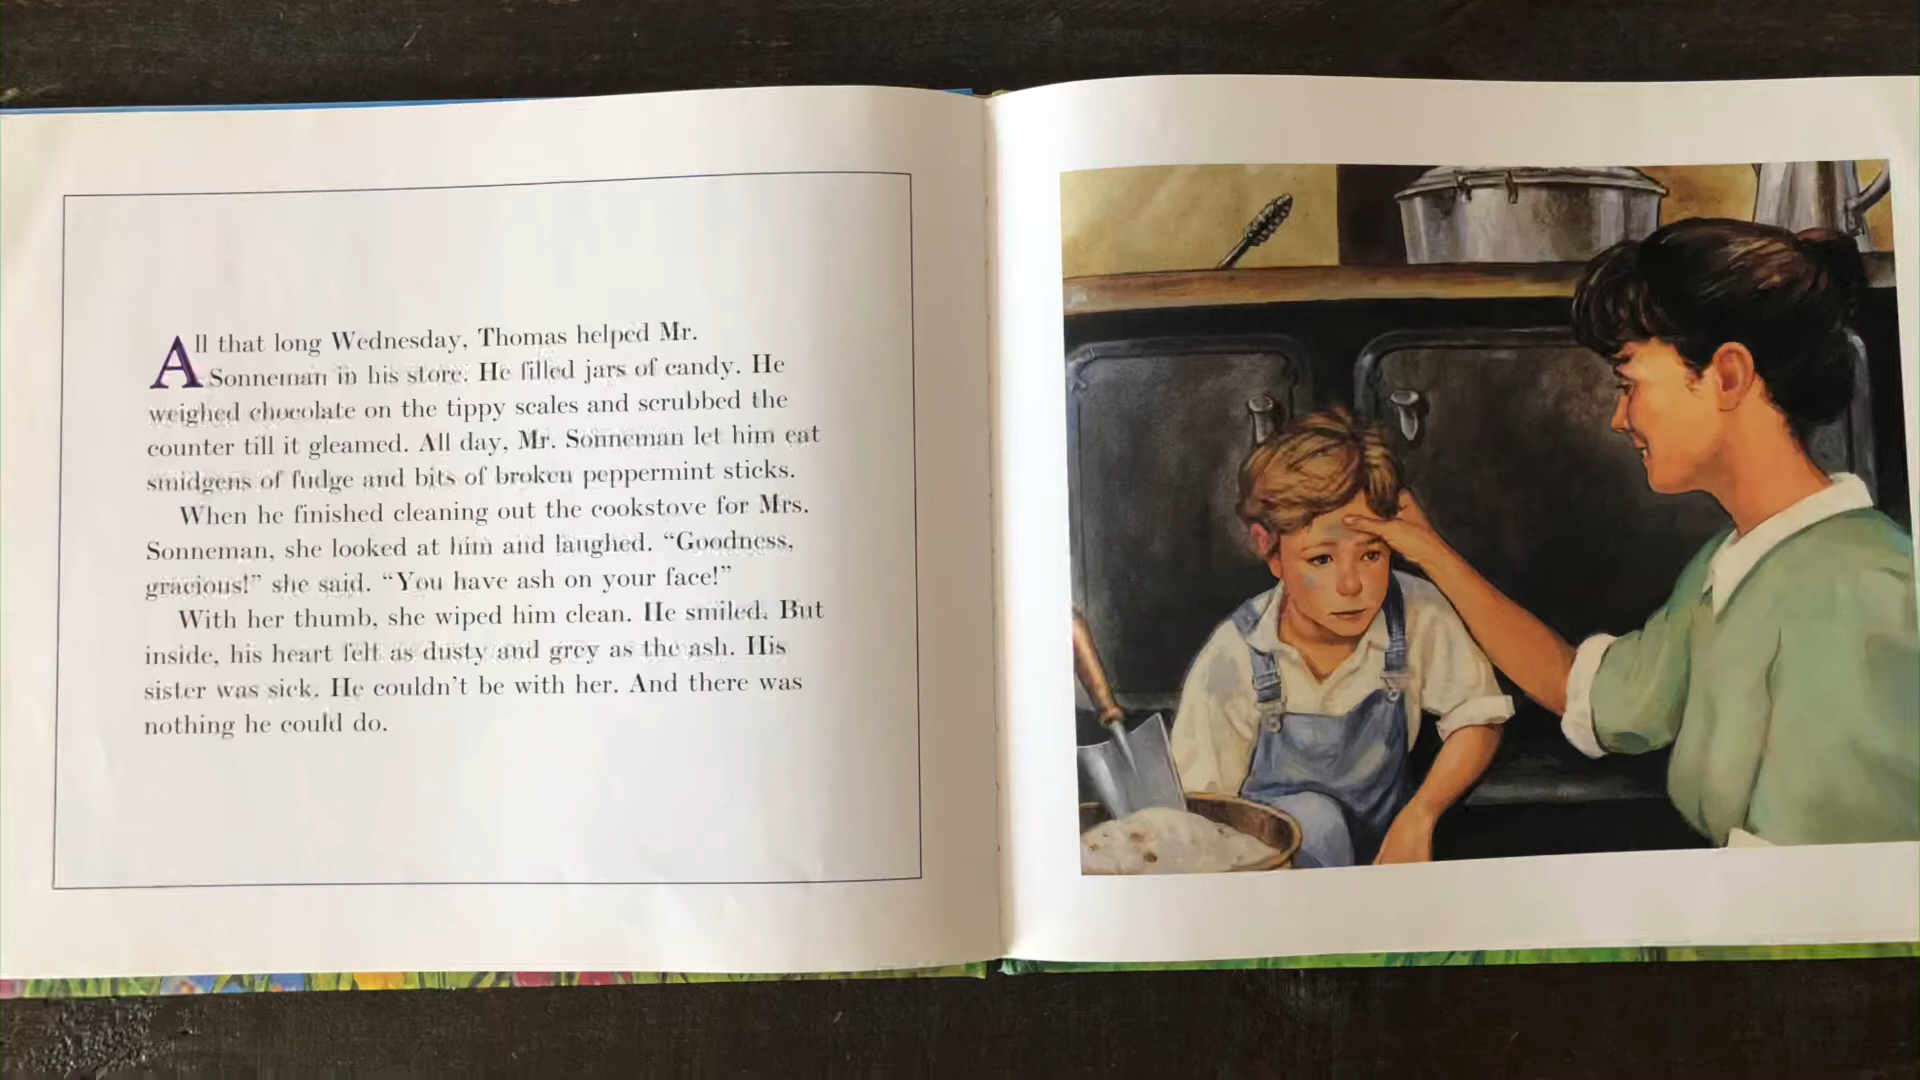 All that long Wednesday, Thomas helped Mr.
Sonneman in his store. He filled jars of candy. He
weighed chocolate on the tippy scales and scrubbed the
counter till it gleamed. All day, Mr. Sonneman let him eat
smidgens of fudge and bits of broken peppermint sticks.
When he finished cleaning out the cookstove for Mrs.
Sonneman, she looked at him and laughed. “Goodness,
gracious!” she said. “You have ash on your face!”
With her thumb, she wiped him clean. He smiled. But
inside, his heart felt as dusty and grey as the ash. His
sister was sick. He couldn’t be with her. And there was
nothing he could do.